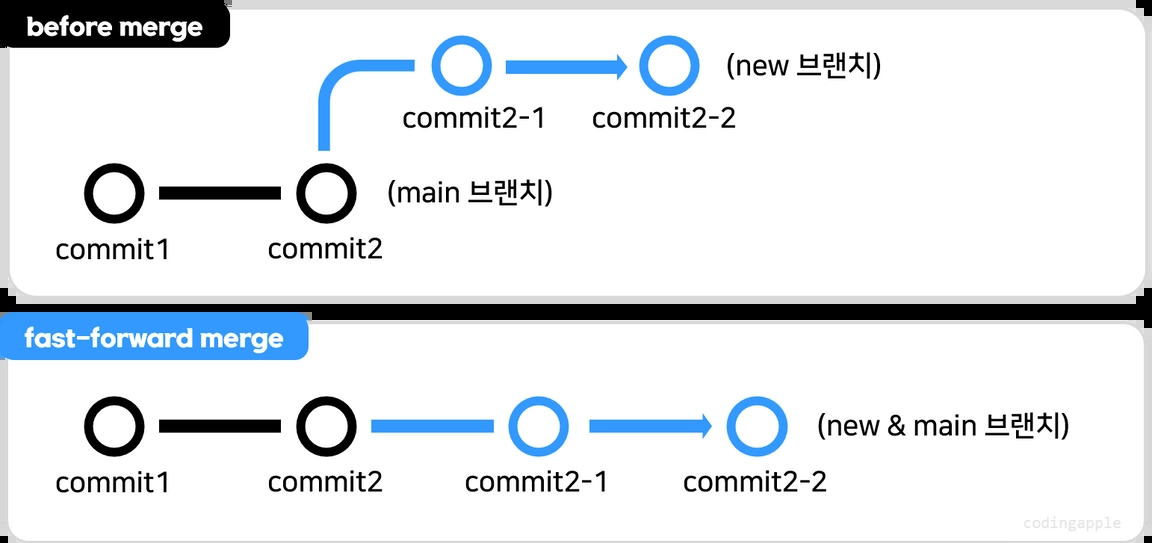 before merge
(new 브랜치)
commit2-1
commit2-2
(main 브랜치)
commit1
commit2
fast-forward merge
(new & main 브랜치)
commit1
commit2
commit2-1
commit2-2
codingapple